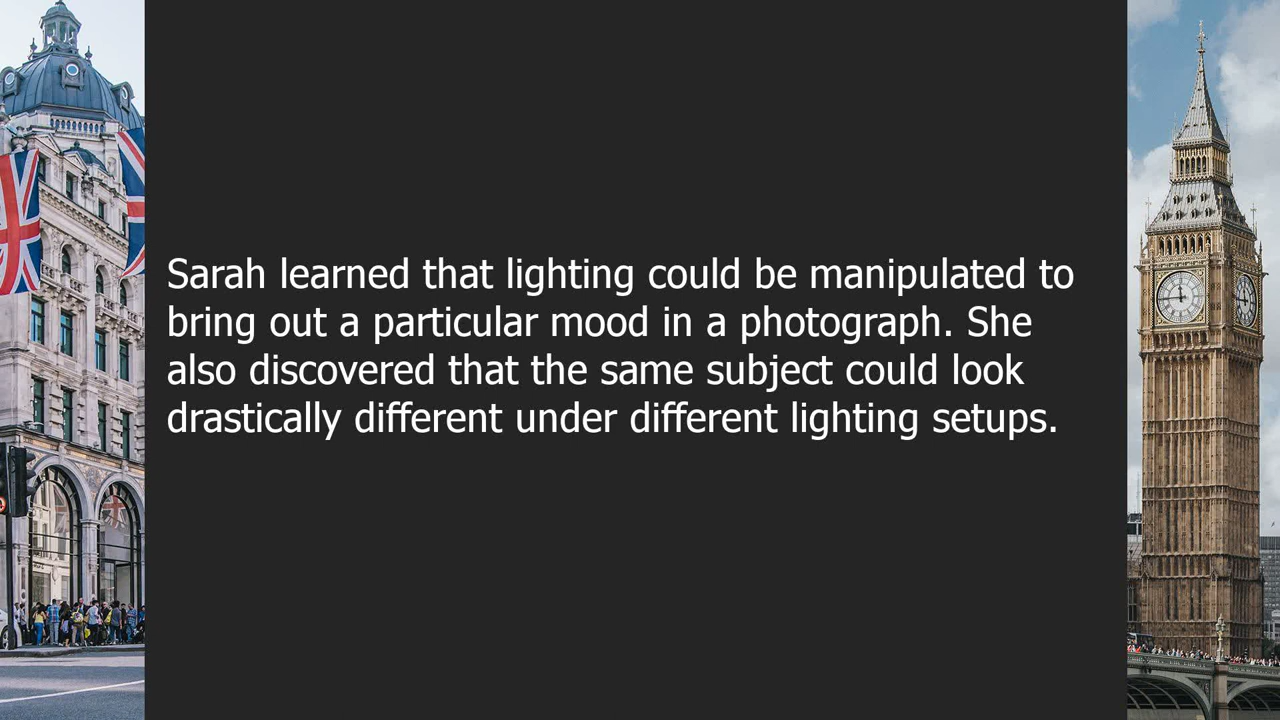 Sarah learned that lighting could be manipulated to
bring out a particular mood in a photograph. She
also discovered that the same subject could look
drastically different under different lighting setups.